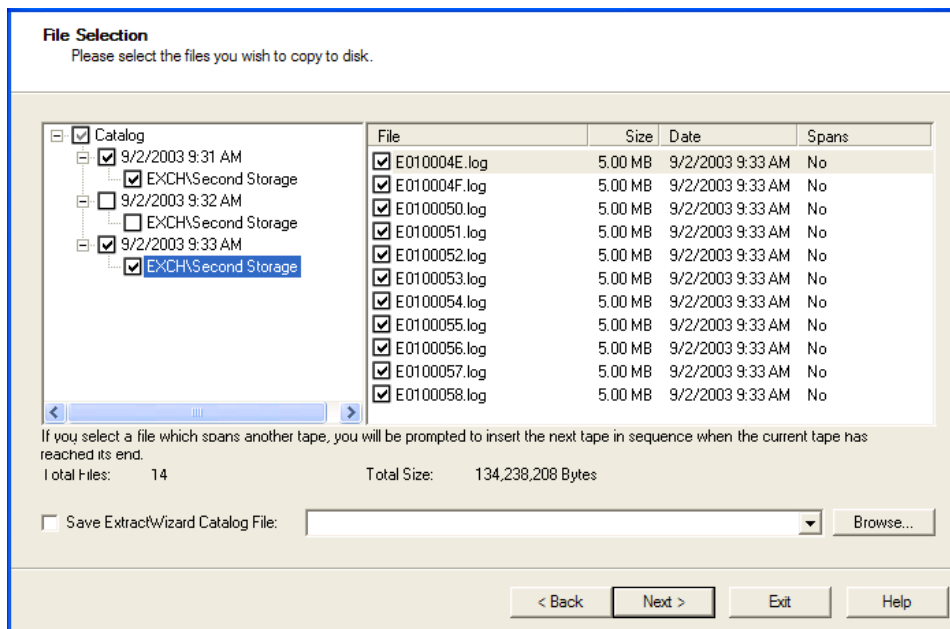 File Selection
Please select the files you wish to copy to disk.
Catalog
9/2/2003 9:31 AM
EXCH\Second Storage
9/2/2003 9:32 AM
EXCH\Second Storage
9/2/2003 9:33 AM
EXCH\Second Storage
File Size Date Spans
E010004E.log 5.00 MB 9/2/2003 9:33 AM No
E010004F.log 5.00 MB 9/2/2003 9:33 AM No
E0100050.log 5.00 MB 9/2/2003 9:33 AM No
E0100051.log 5.00 MB 9/2/2003 9:33 AM No
E0100052.log 5.00 MB 9/2/2003 9:33 AM No
E0100053.log 5.00 MB 9/2/2003 9:33 AM No
E0100054.log 5.00 MB 9/2/2003 9:33 AM No
E0100055.log 5.00 MB 9/2/2003 9:33 AM No
E0100056.log 5.00 MB 9/2/2003 9:33 AM No
E0100057.log 5.00 MB 9/2/2003 9:33 AM No
E0100058.log 5.00 MB 9/2/2003 9:33 AM No
If you select a file which spans another tape, you will be prompted to insert the next tape in sequence when the current tape has
reached its end.
Total Files: 14 Total Size: 134,238,208 Bytes
Save ExtractWizard Catalog File: Browse...
< Back Next > Exit Help